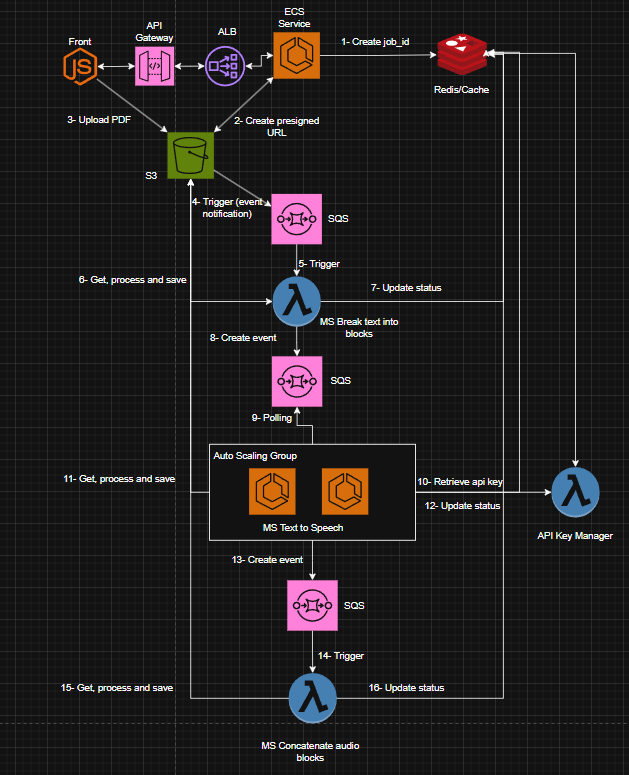 ECS
Service
API
Gateway
ALB
Front
JS
</>
1- Create job_id
Redis/Cache
3- Upload PDF
2- Create presigned
URL
S3
4- Trigger (event
notification)
SQS
5- Trigger
6- Get, process and save
7- Update status
λ
MS Break text into
blocks
8- Create event
SQS
9- Polling
Auto Scaling Group
11- Get, process and save
10- Retrieve api key
12- Update status
λ
MS Text to Speech
API Key Manager
13- Create event
SQS
14- Trigger
15- Get, process and save
16- Update status
λ
MS Concatenate audio
blocks